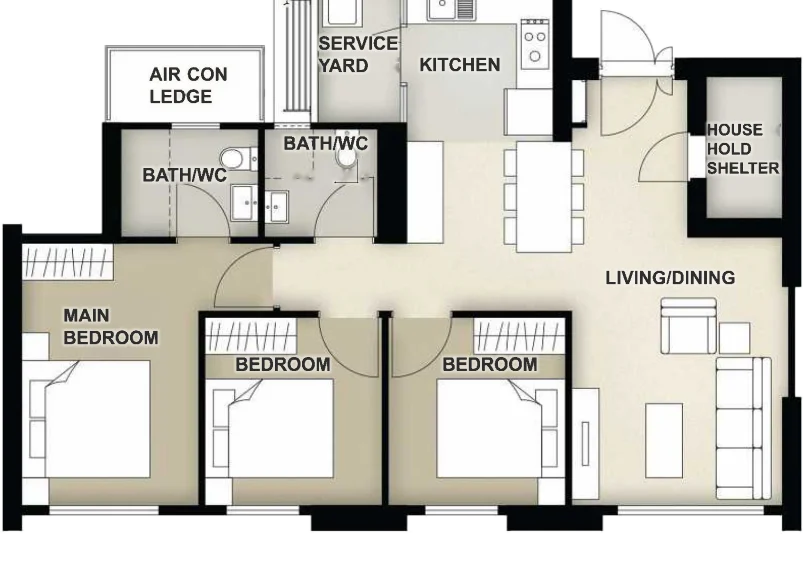 SERVICE
YARD
KITCHEN
AIR CON
LEDGE
BATH/WC
BATH/WC
HOUSE
HOLD
SHELTER
LIVING/DINING
MAIN
BEDROOM
BEDROOM
BEDROOM